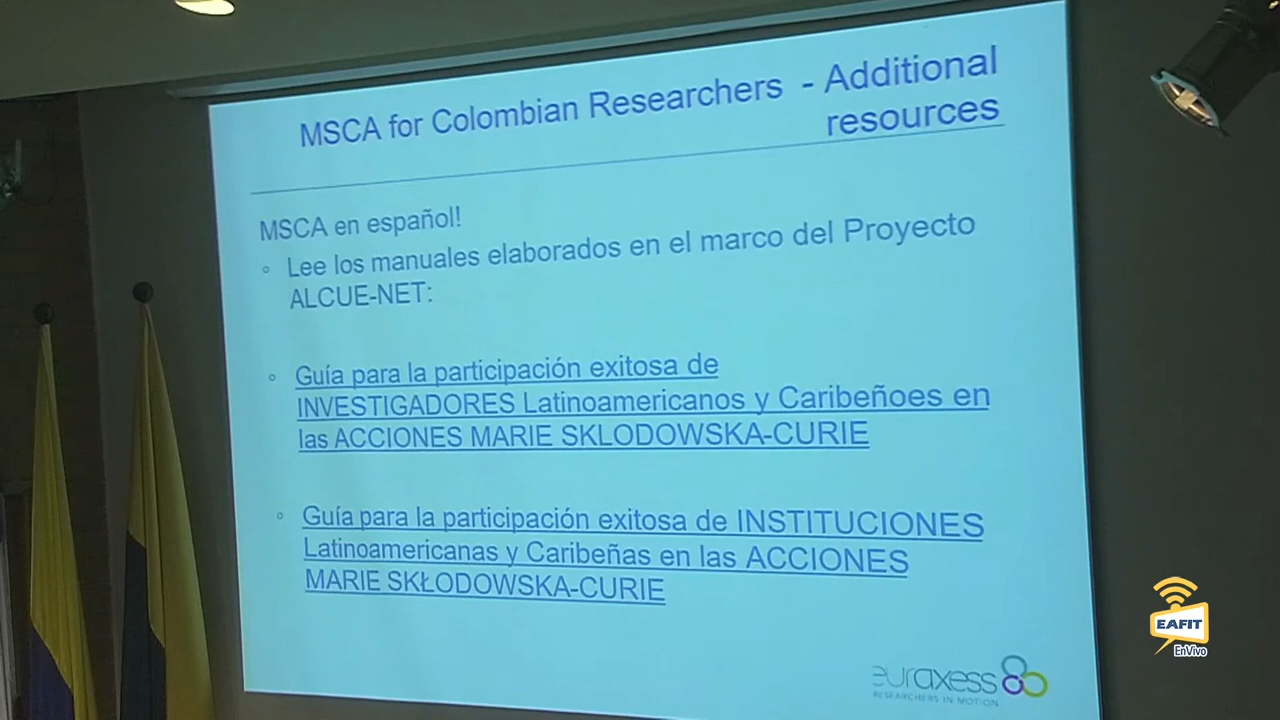 MSCA for Colombian Researchers - Additional
resources
MSCA en español!
◦ Lee los manuales elaborados en el marco del Proyecto
ALCUE-NET:
◦ Guía para la participación exitosa de
INVESTIGADORES Latinoamericanos y Caribeñoes en
las ACCIONES MARIE SKLODOWSKA-CURIE
◦ Guía para la participación exitosa de INSTITUCIONES
Latinoamericanas y Caribeñas en las ACCIONES
MARIE SKŁODOWSKA-CURIE
euraxess
RESEARCHERS IN MOTION
EAFIT
EnVivo